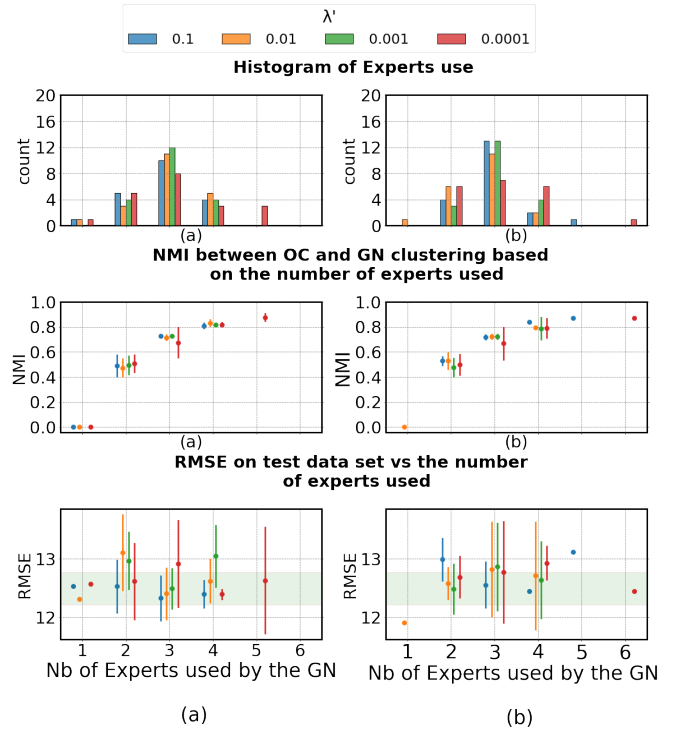 λ'
0.1 0.01 0.001 0.0001
Histogram of Experts use
20 20
16 16
12 12
8 8
4 4
0 0
count count
(a) (b)
NMI between OC and GN clustering based
on the number of experts used
1.0 1.0
0.8 0.8
0.6 0.6
0.4 0.4
0.2 0.2
0.0 0.0
NMI NMI
(a) (b)
RMSE on test data set vs the number
of experts used
13 13
12 12
RMSE RMSE
1 2 3 4 5 6 1 2 3 4 5 6
Nb of Experts used by the GN Nb of Experts used by the GN
(a) (b)